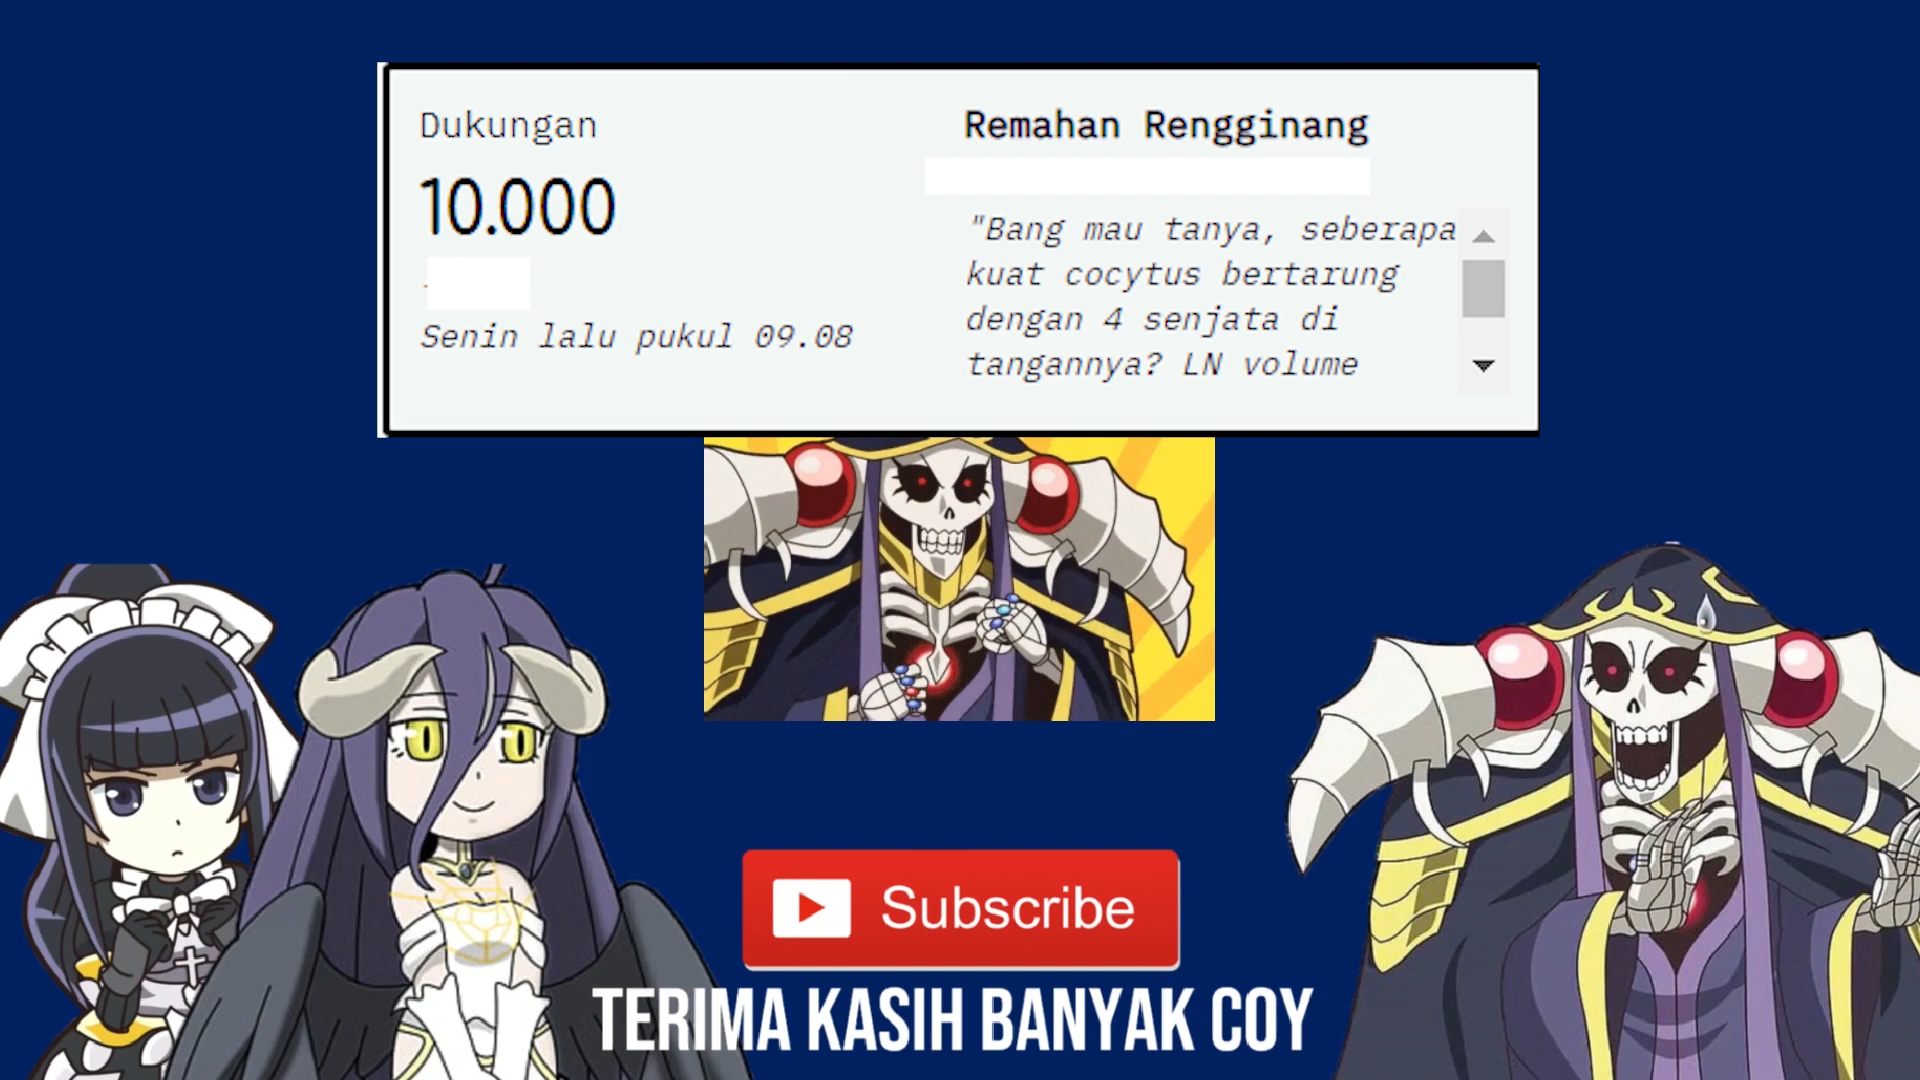 Dukungan
10.000
Senin lalu pukul 09.08
Remahan Rengginang
"Bang mau tanya, seberapa
kuat cocytus bertarung
dengan 4 senjata di
tangannya? LN volume
Subscribe
TERIMA KASIH BANYAK COY